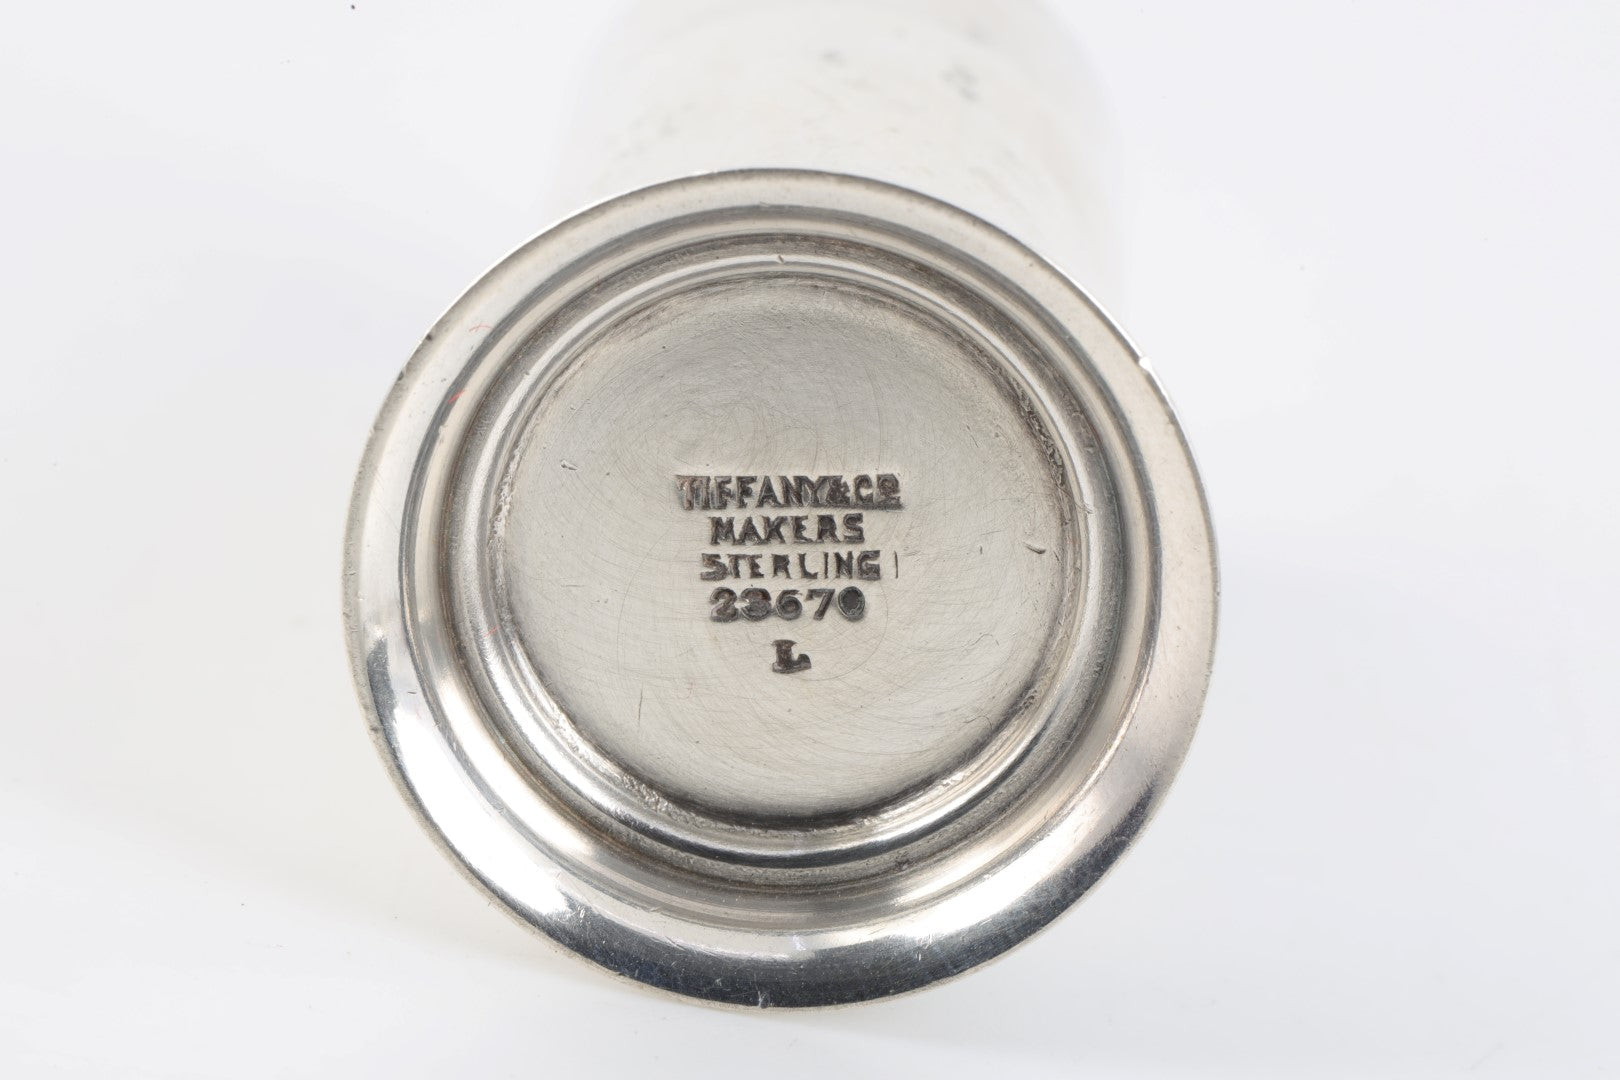 TIFFANY & Co
MAKERS
STERLING
23670
L